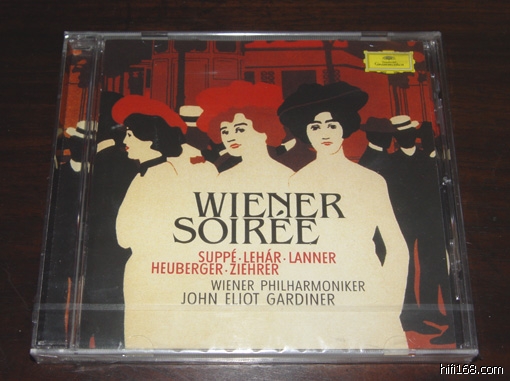 WIENER
SOIRÉE
SUPPÉ · LEHÁR · LANNER
HEUBERGER · ZIEHRER
WIENER PHILHARMONIKER
JOHN ELIOT GARDINER
hifi168.com